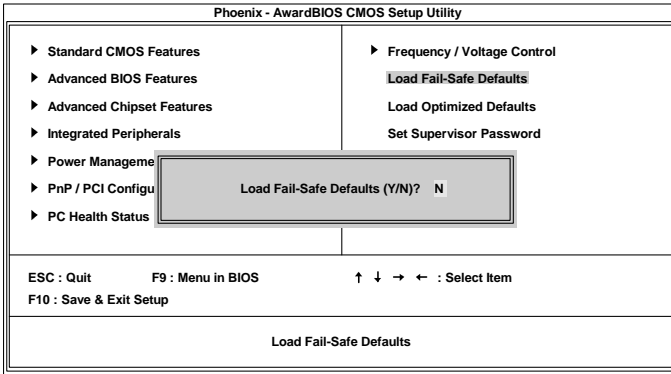 Phoenix - AwardBIOS CMOS Setup Utility
Standard CMOS Features
Advanced BIOS Features
Advanced Chipset Features
Integrated Peripherals
Power Manageme
PnP / PCI Configu
PC Health Status
Frequency / Voltage Control
Load Fail-Safe Defaults
Load Optimized Defaults
Set Supervisor Password
Load Fail-Safe Defaults (Y/N)? N
ESC : Quit F9 : Menu in BIOS ↑ ↓ → ← : Select Item
F10 : Save & Exit Setup
Load Fail-Safe Defaults